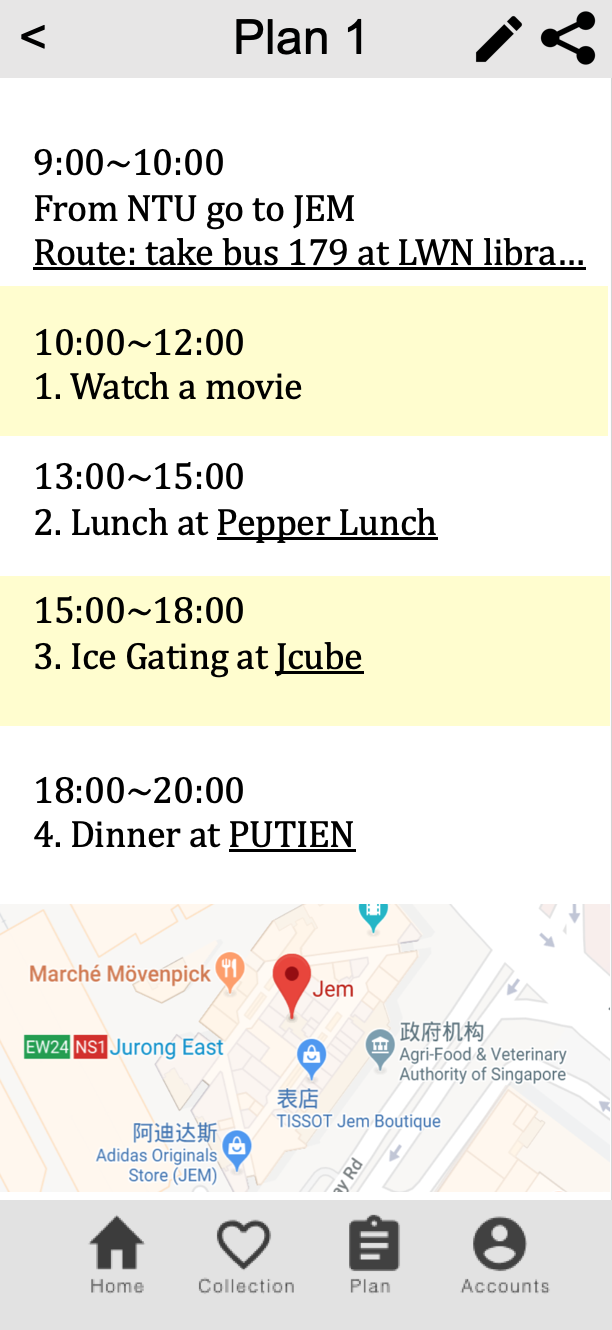 <
Plan 1
9:00~10:00
From NTU go to JEM
Route: take bus 179 at LWN libra...
10:00~12:00
1. Watch a movie
13:00~15:00
2. Lunch at Pepper Lunch
15:00~18:00
3. Ice Gating at Jcube
18:00~20:00
4. Dinner at PUTIEN
Marché Mövenpick
Jem
EW24 NS1 Jurong East
政府机构
Agri-Food & Veterinary
Authority of Singapore
表店
TISSOT Jem Boutique
阿迪达斯
Adidas Originals
Store (JEM)
ey Rd
Home
Collection
Plan
Accounts